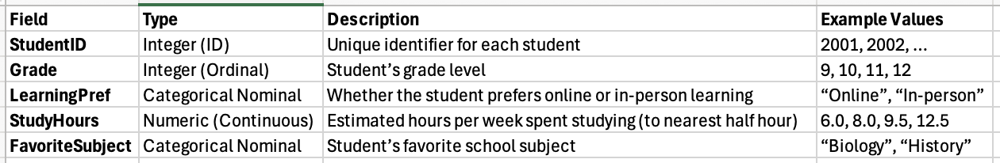 Field Type Description Example Values
StudentID Integer (ID) Unique identifier for each student 2001, 2002, ...
Grade Integer (Ordinal) Student’s grade level 9, 10, 11, 12
LearningPref Categorical Nominal Whether the student prefers online or in-person learning “Online”, “In-person”
StudyHours Numeric (Continuous) Estimated hours per week spent studying (to nearest half hour) 6.0, 8.0, 9.5, 12.5
FavoriteSubject Categorical Nominal Student’s favorite school subject “Biology”, “History”